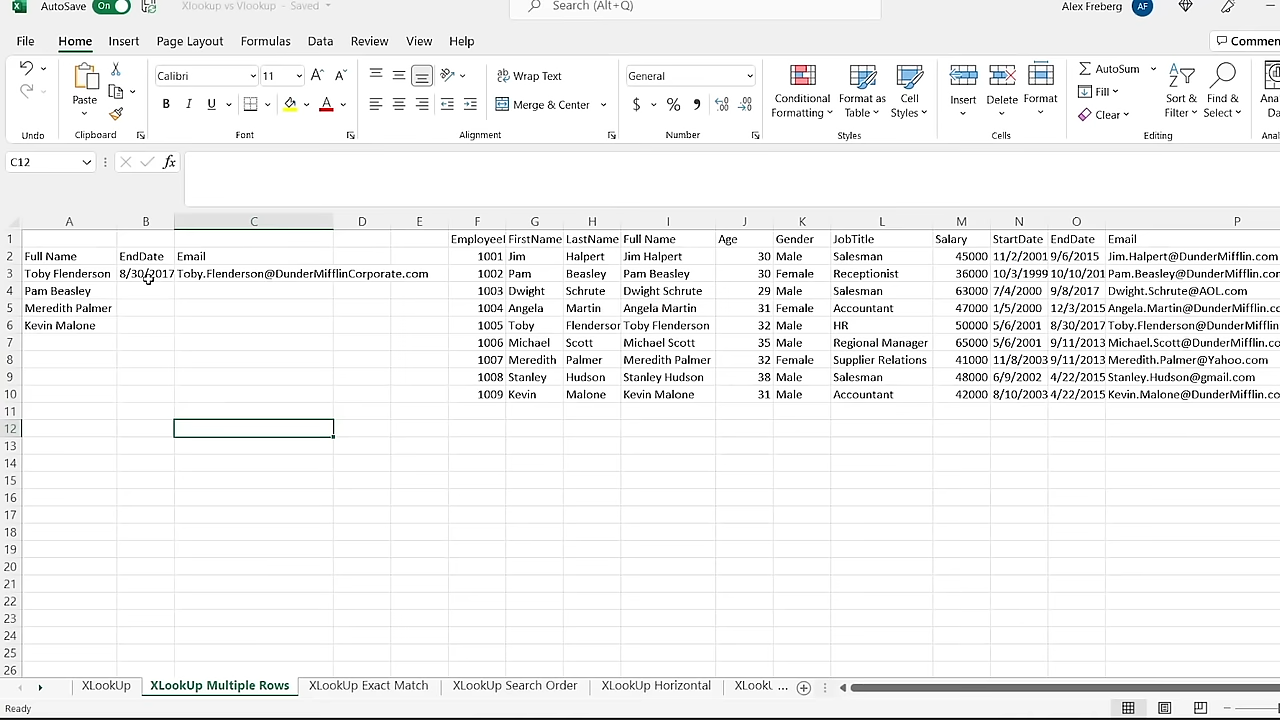 AutoSave On Xlookup vs Vlookup - Saved Search (Alt+Q) Alex Freberg AF
File Home Insert Page Layout Formulas Data Review View Help
Calibri 11 Wrap Text General AutoSum
Paste Conditional Formatting Format as Table Cell Styles Insert Delete Format Fill Sort & Filter Find & Select
B I U Merge & Center $ % Clear
Undo Clipboard Font Alignment Number Styles Cells Editing
C12 fx
A B C D E F G H I J K L M N O P
1 FirstName LastName Full Name Age Gender JobTitle Salary StartDate EndDate Email
2 Full Name EndDate Email 1001 Jim Halpert Jim Halpert 30 Male Salesman 45000 11/2/2001 9/6/2015 Jim.Halpert@DunderMifflin.com
3 Toby Flenderson 8/30/2017 Toby.Flenderson@DunderMifflinCorporate.com 1002 Pam Beasley Pam Beasley 30 Female Receptionist 36000 10/3/1999 10/10/201 Pam.Beasley@DunderMifflin.com
4 Pam Beasley 1003 Dwight Schrute Dwight Schrute 29 Male Salesman 63000 7/4/2000 9/8/2017 Dwight.Schrute@AOL.com
5 Meredith Palmer 1004 Angela Martin Angela Martin 31 Female Accountant 47000 1/5/2000 12/3/2015 Angela.Martin@DunderMifflin.co
6 Kevin Malone 1005 Toby Flenderson Toby Flenderson 32 Male HR 50000 5/6/2001 8/30/2017 Toby.Flenderson@DunderMifflin
7 1006 Michael Scott Michael Scott 35 Male Regional Manager 65000 5/6/2001 9/11/2013 Michael.Scott@DunderMifflin.co
8 1007 Meredith Palmer Meredith Palmer 32 Female Supplier Relations 41000 11/8/2003 9/11/2013 Meredith.Palmer@Yahoo.com
9 1008 Stanley Hudson Stanley Hudson 38 Male Salesman 48000 6/9/2002 4/22/2015 Stanley.Hudson@gmail.com
10 1009 Kevin Malone Kevin Malone 31 Male Accountant 42000 8/10/2003 4/22/2015 Kevin.Malone@DunderMifflin.co
11
12
13
14
15
16
17
18
19
20
21
22
23
24
25
26
XLookUp XLookUp Multiple Rows XLookUp Exact Match XLookUp Search Order XLookUp Horizontal ...
Ready